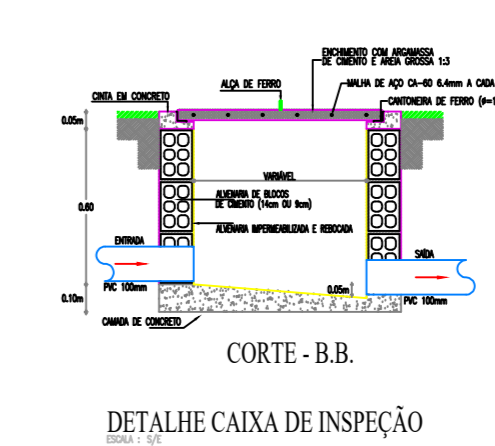 ENCHIMENTO COM ARGAMASSA
DE CIMENTO E AREIA GROSSA 1:3
ALÇA DE FERRO
MALHA DE AÇO CA-60 6.4mm A CADA
CINTA EM CONCRETO
CANTONEIRA DE FERRO
0.05m
VARIÁVEL
ALVENARIA DE BLOCOS
DE CIMENTO (14cm OU 9cm)
0.60
ALVENARIA IMPERMEABILIZADA E REBOCADA
ENTRADA
SAÍDA
PVC 100mm
0.05m
0.10m
PVC 100mm
CAMADA DE CONCRETO
CORTE - B.B.
DETALHE CAIXA DE INSPEÇÃO
ESCALA : S/E